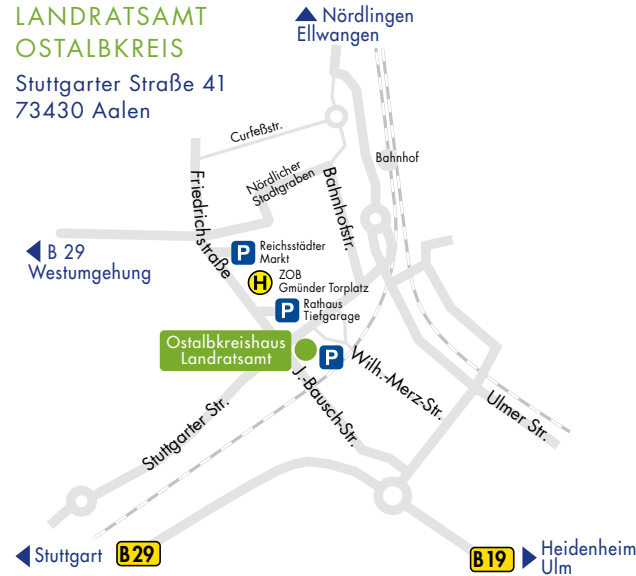 LANDRATSAMT
OSTALBKREIS
Stuttgarter Straße 41
73430 Aalen
Nördlingen
Ellwangen
Curfeßstr.
Bahnhof
Nördlicher
Stadtgraben
Bahnhofstr.
Friedrichstraße
B 29
Westumgehung
P
Reichsstädter
Markt
H
ZOB
Gmünder Torplatz
P
Rathaus
Tiefgarage
Ostalbkreishaus
Landratsamt
P
Wilh.-Merz-Str.
J.-Bausch-Str.
Stuttgarter Str.
Ulmer Str.
Stuttgart
B29
B19
Heidenheim
Ulm